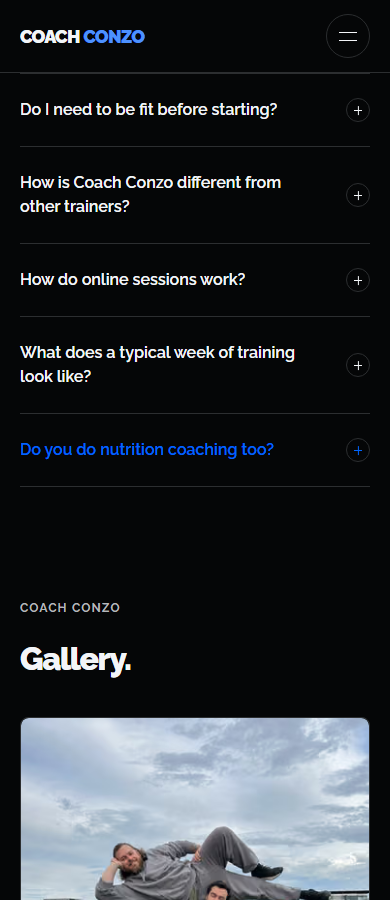 COACH CONZO
Do I need to be fit before starting?
How is Coach Conzo different from
other trainers?
How do online sessions work?
What does a typical week of training
look like?
Do you do nutrition coaching too?
COACH CONZO
Gallery.